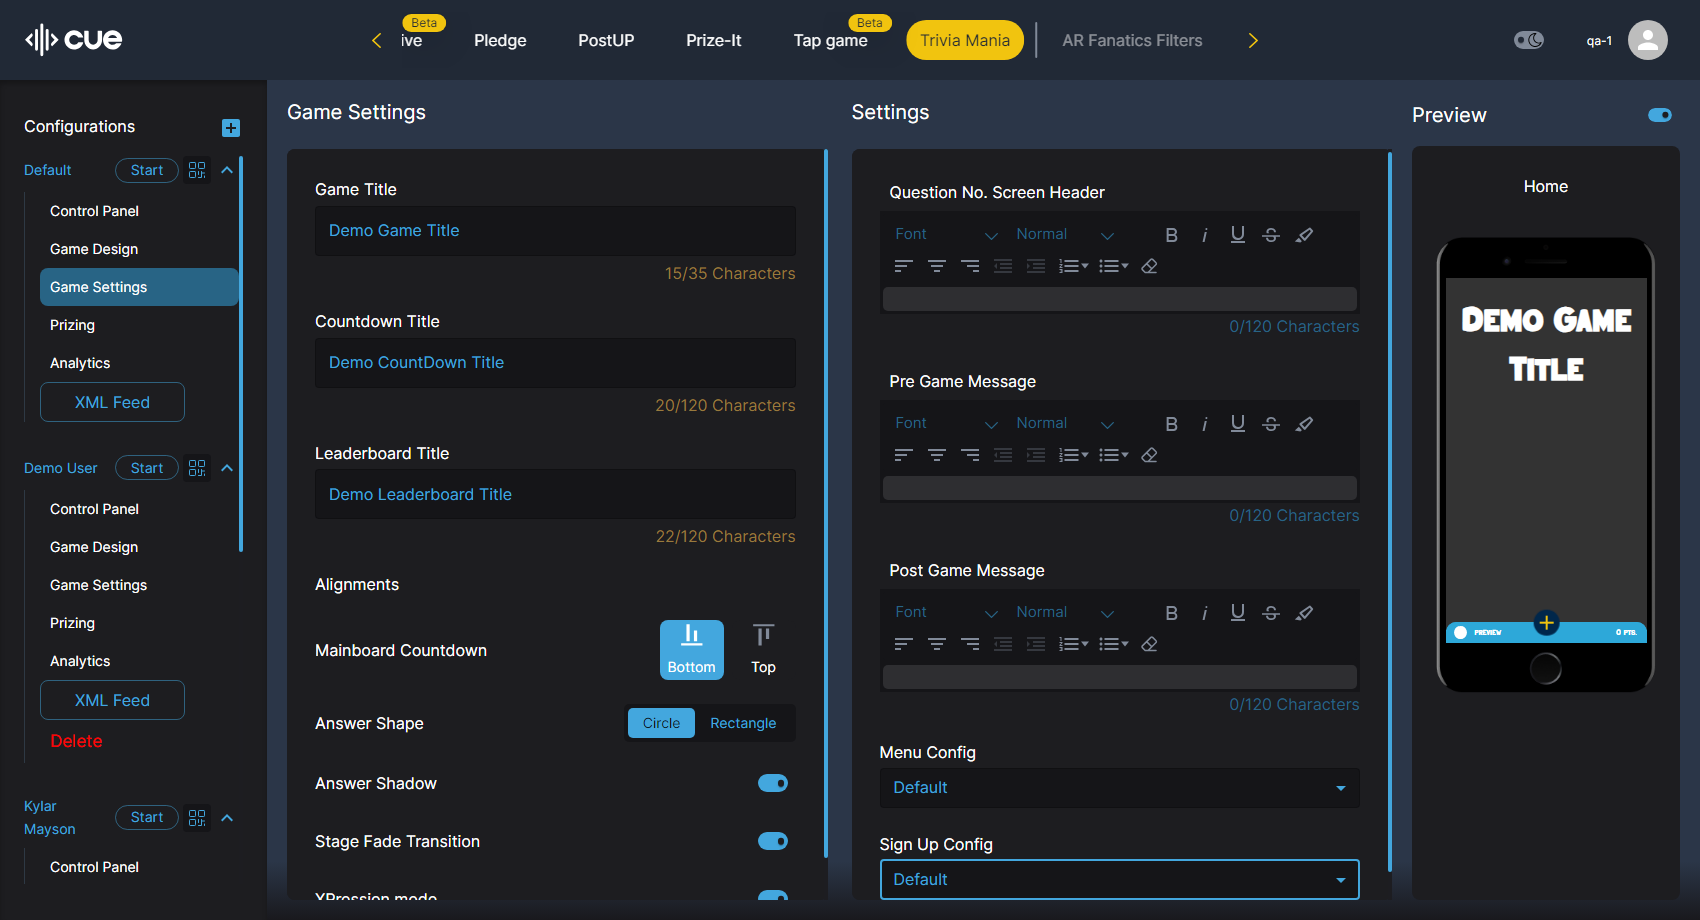 cue
ive
Beta
Pledge
PostUP
Prize-It
Tap game
Beta
Trivia Mania
AR Fanatics Filters
qa-1
Configurations
Default
Start
Control Panel
Game Design
Game Settings
Prizing
Analytics
XML Feed
Demo User
Start
Control Panel
Game Design
Game Settings
Prizing
Analytics
XML Feed
Delete
Kylar
Mayson
Start
Control Panel
Game Settings
Game Title
Demo Game Title
15/35 Characters
Countdown Title
Demo CountDown Title
20/120 Characters
Leaderboard Title
Demo Leaderboard Title
22/120 Characters
Alignments
Mainboard Countdown
Bottom
Top
Answer Shape
Circle
Rectangle
Answer Shadow
Stage Fade Transition
XPression mode
Settings
Question No. Screen Header
Font
Normal
0/120 Characters
Pre Game Message
Font
Normal
0/120 Characters
Post Game Message
Font
Normal
0/120 Characters
Menu Config
Default
Sign Up Config
Default
Preview
Home
Demo Game
Title
PREVIEW
0 PTS.